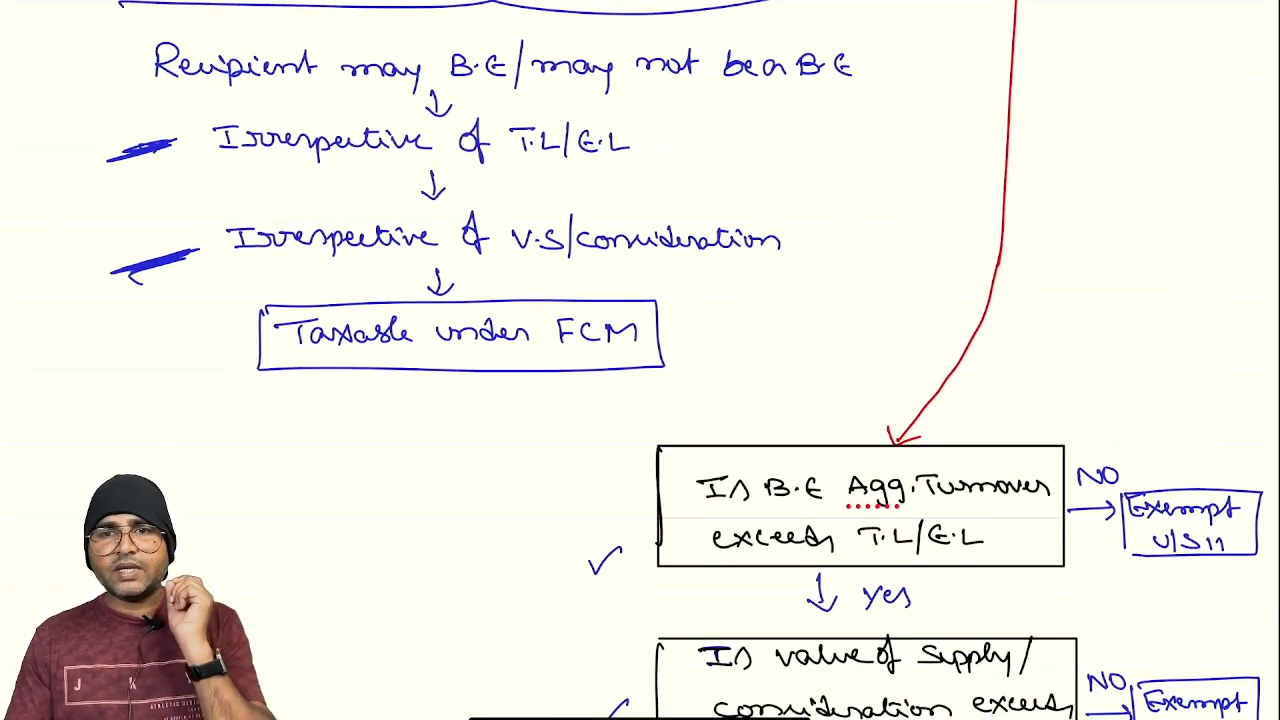 Recipient may B.E/may not be a B E
Irrespective of T.L/E.L
Irrespective of V.S/consideration
"Taxable under FCM
Is B.E Agg.Turnover
exceeds T.L/E.L
NO
Exempt
U/S 11
Yes
Is value of Supply/
consideration exceeds
NO
Exempt
J K